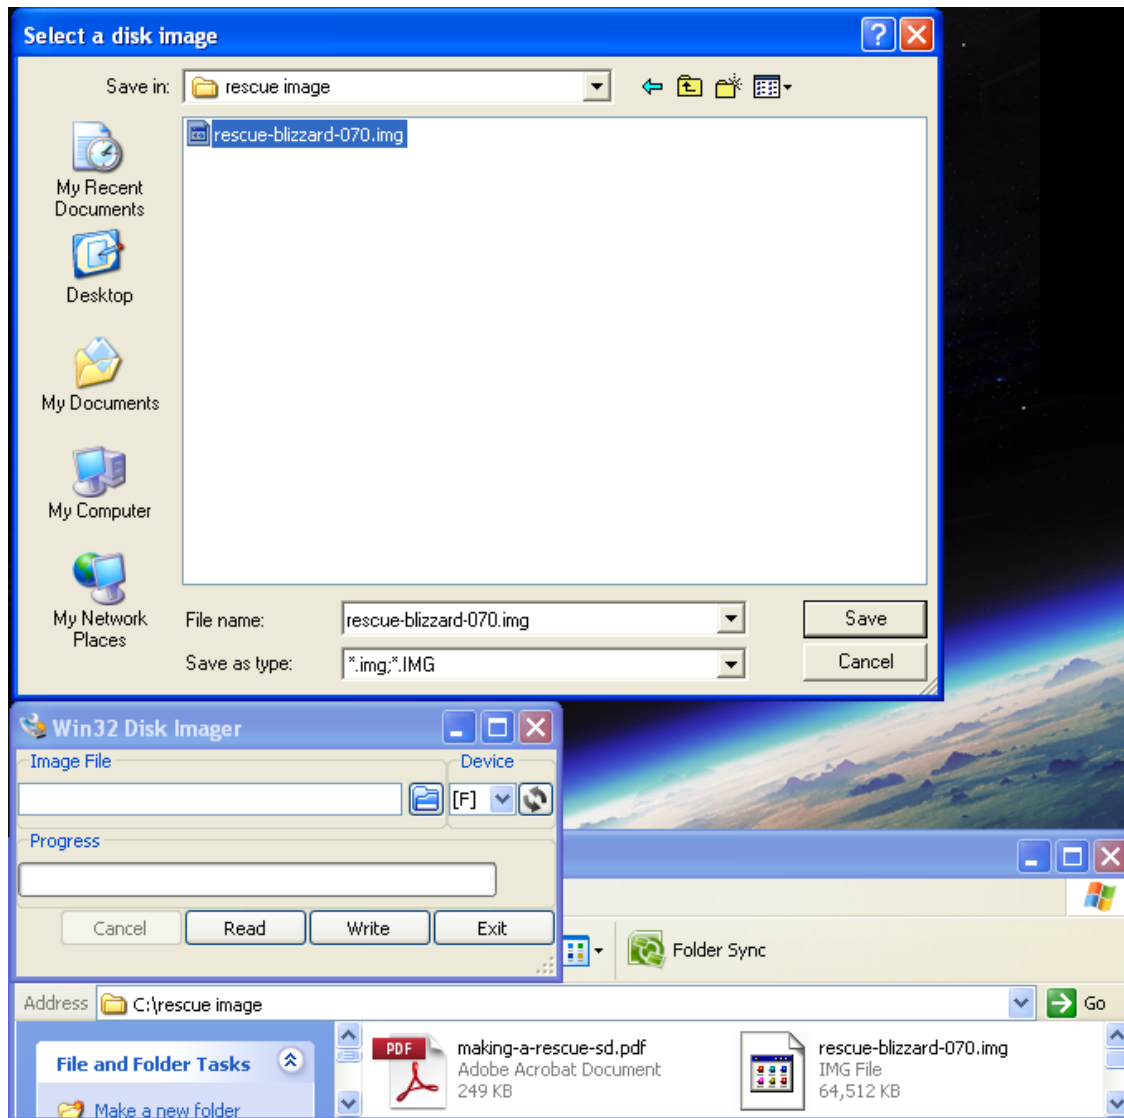 Select a disk image
Save in:
rescue image
rescue-blizzard-070.img
My Recent
Documents
Desktop
My Documents
My Computer
My Network
Places
File name:
rescue-blizzard-070.img
Save
Save as type:
*.img;*.IMG
Cancel
Win32 Disk Imager
Image File
Device
[F]
Progress
Cancel
Read
Write
Exit
Folder Sync
Address
C:\rescue image
Go
File and Folder Tasks
Make a new folder
PDF
making-a-rescue-sd.pdf
Adobe Acrobat Document
249 KB
rescue-blizzard-070.img
IMG File
64,512 KB